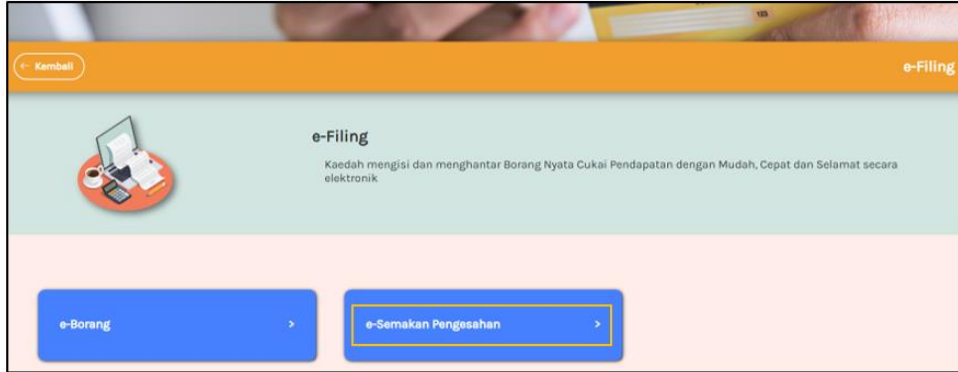 123
← Kembali
e-Filing
e-Filing
Kaedah mengisi dan menghantar Borang Nyata Cukai Pendapatan dengan Mudah, Cepat dan Selamat secara
elektronik
e-Borang >
e-Semakan Pengesahan >